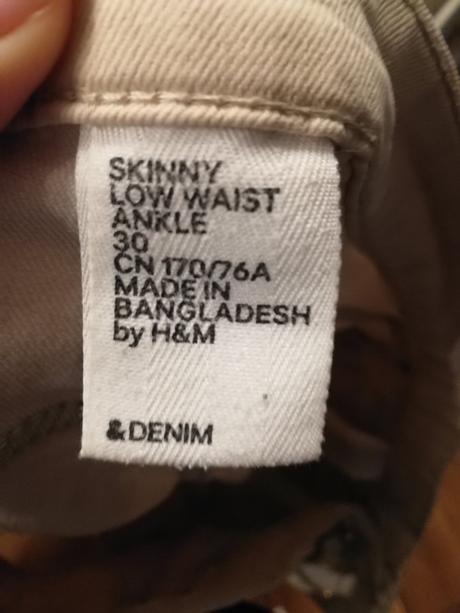 SKINNY
LOW WAIST
ANKLE
30
CN 170/76A
MADE IN
BANGLADESH
by H&M
&DENIM